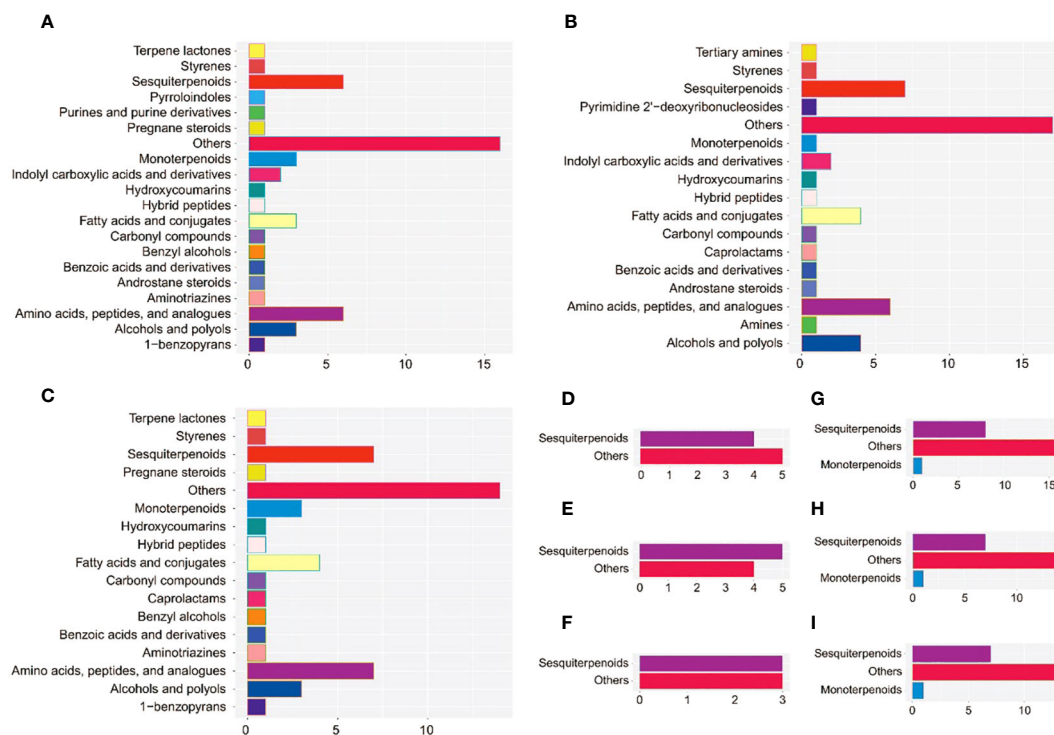 A
Terpene lactones
Styrenes
Sesquiterpenoids
Pyrroloindoles
Purines and purine derivatives
Pregnane steroids
Others
Monoterpenoids
Indolyl carboxylic acids and derivatives
Hydroxycoumarins
Hybrid peptides
Fatty acids and conjugates
Carbonyl compounds
Benzyl alcohols
Benzoic acids and derivatives
Androstane steroids
Aminotriazines
Amino acids, peptides, and analogues
Alcohols and polyols
1−benzopyrans
0 5 10 15
B
Tertiary amines
Styrenes
Sesquiterpenoids
Pyrimidine 2'−deoxyribonucleosides
Others
Monoterpenoids
Indolyl carboxylic acids and derivatives
Hydroxycoumarins
Hybrid peptides
Fatty acids and conjugates
Carbonyl compounds
Caprolactams
Benzoic acids and derivatives
Androstane steroids
Amino acids, peptides, and analogues
Amines
Alcohols and polyols
0 5 10 15
C
Terpene lactones
Styrenes
Sesquiterpenoids
Pregnane steroids
Others
Monoterpenoids
Hydroxycoumarins
Hybrid peptides
Fatty acids and conjugates
Carbonyl compounds
Caprolactams
Benzyl alcohols
Benzoic acids and derivatives
Aminotriazines
Amino acids, peptides, and analogues
Alcohols and polyols
1−benzopyrans
0 5 10
D
Sesquiterpenoids
Others
0 1 2 3 4 5
E
Sesquiterpenoids
Others
0 1 2 3 4 5
F
Sesquiterpenoids
Others
0 1 2 3
G
Sesquiterpenoids
Others
Monoterpenoids
0 5 10 15
H
Sesquiterpenoids
Others
Monoterpenoids
0 5 10
I
Sesquiterpenoids
Others
Monoterpenoids
0 5 10